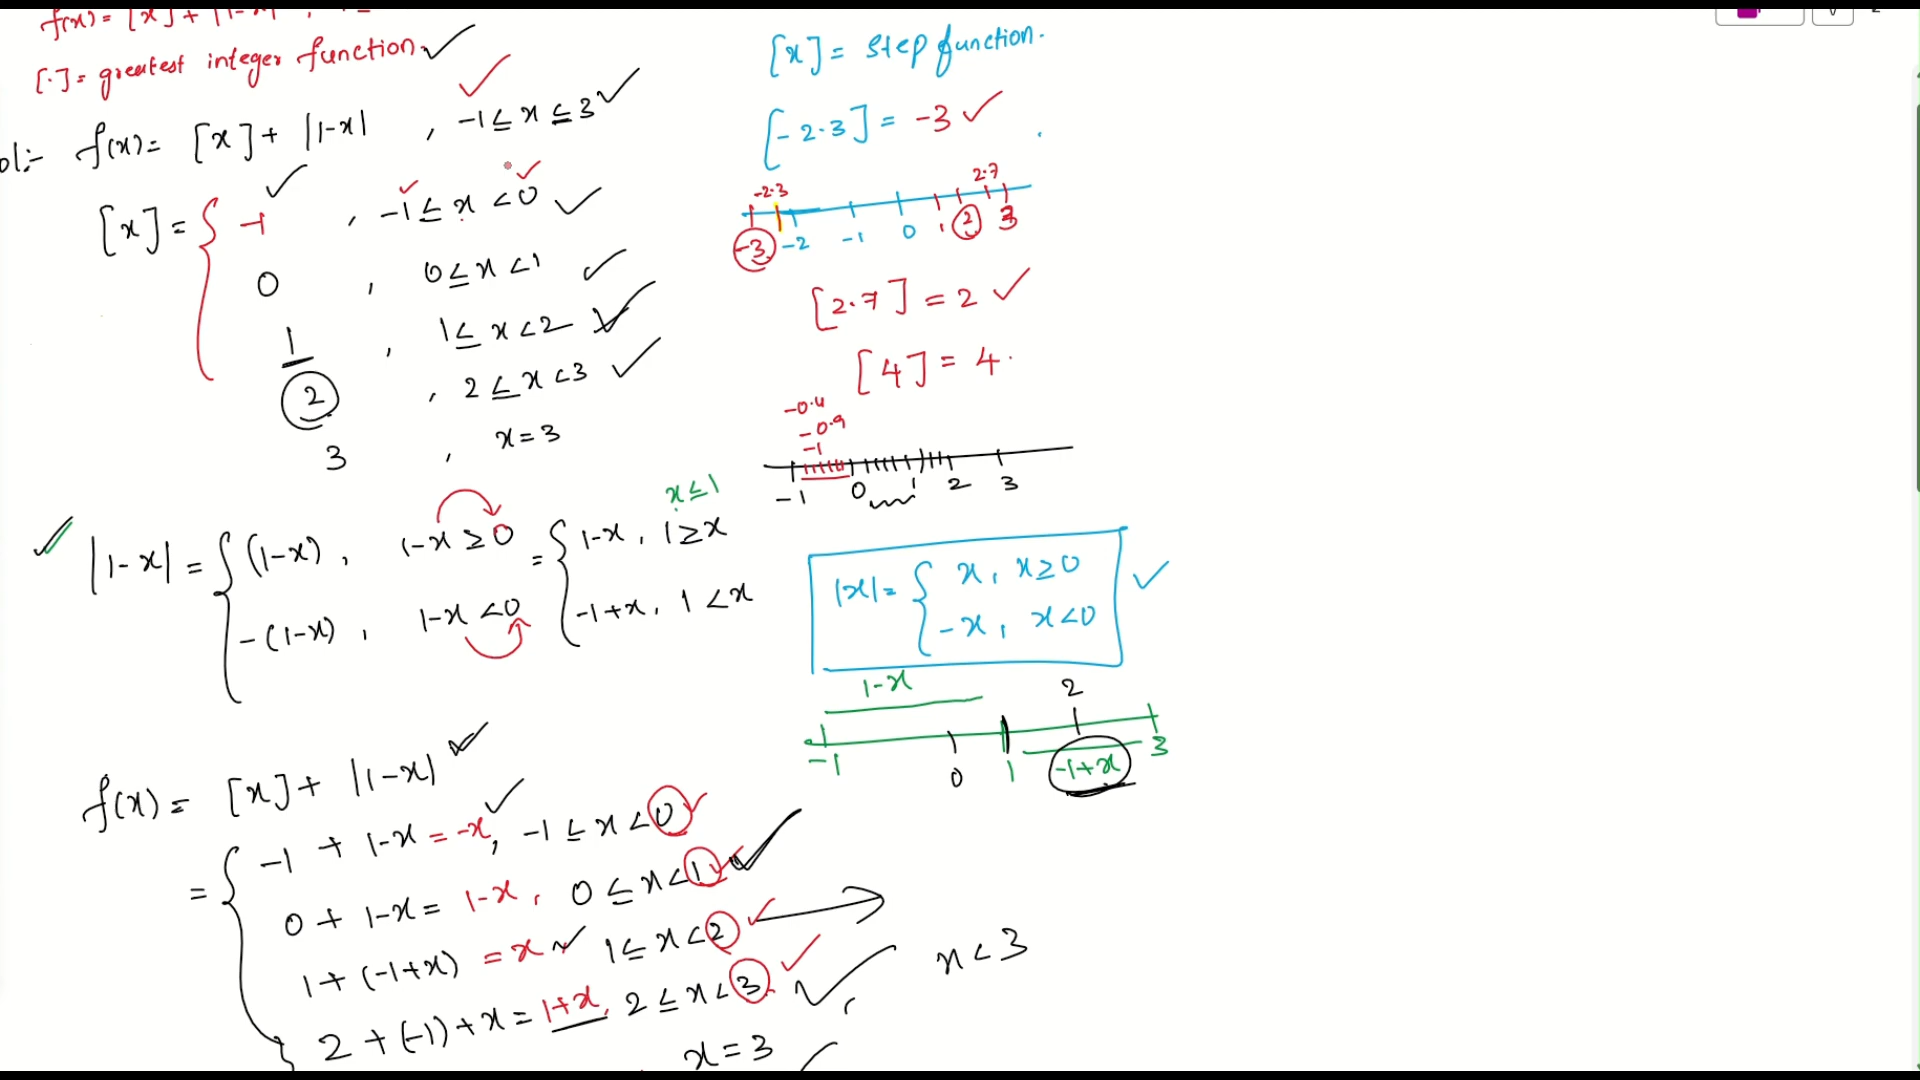 f(x) = [x] + |1-x| ,
[·] = greatest integer function
sol:- f(x) = [x] + |1-x| , -1 ≤ x ≤ 3
[x] = { -1 , -1 ≤ x < 0
0 , 0 ≤ x < 1
1 , 1 ≤ x < 2
2 , 2 ≤ x < 3
3 , x = 3
|1-x| = { (1-x) , 1-x ≥ 0 = { 1-x , 1 ≥ x
x ≤ 1
-(1-x) , 1-x < 0 -1+x , 1 < x
f(x) = [x] + |1-x|
= { -1 + 1-x = -x , -1 ≤ x < 0
0 + 1-x = 1-x , 0 ≤ x < 1
1 + (-1+x) = x 1 ≤ x < 2
2 + (-1) + x = 1+x , 2 ≤ x < 3
x = 3
[x] = step function.
[-2.3] = -3
-2.3 2.7
-3 -2 -1 0 1 2 3
[2.7] = 2
[4] = 4.
-0.4
-0.9
-1
-1 0 1 2 3
|x| = { x , x ≥ 0
-x , x < 0
1-x 2
-1 0 1 -1+x 3
x < 3